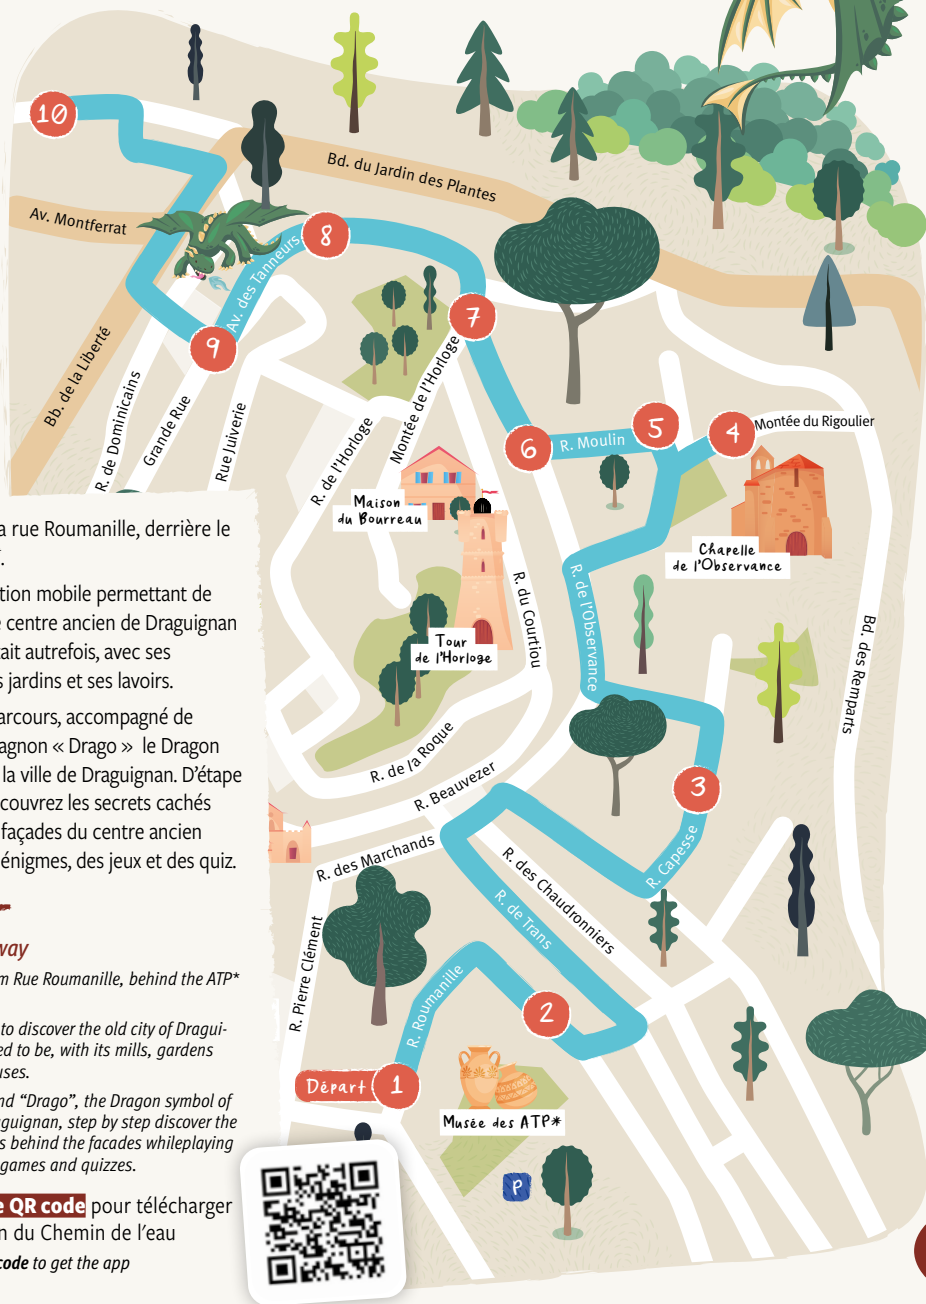 10
Bd. du Jardin des Plantes
Av. Montferrat
8
Av. des Tanneurs
7
9
Bb. de la Liberté
R. de Dominicains
Grande Rue
Rue Juiverie
R. de l'Horloge
Montée de l'Horloge
6
R. Moulin
5
4
Montée du Rigoulier
Maison
du Bourreau
Chapelle
de l'Observance
R. du Courtiou
R. de l'Observance
Tour
de l'Horloge
Bd. des Remparts
R. de la Roque
R. Beauvezer
3
R. Capesse
R. des Marchands
R. des Chaudronniers
R. de Trans
R. Pierre Clément
R. Roumanille
2
Départ 1
Musée des ATP*
P
a rue Roumanille, derrière le
tion mobile permettant de
e centre ancien de Draguignan
tait autrefois, avec ses
s jardins et ses lavoirs.
arcours, accompagné de
agnon « Drago » le Dragon
la ville de Draguignan. D'étape
couvrez les secrets cachés
façades du centre ancien
énigmes, des jeux et des quiz.
way
m Rue Roumanille, behind the ATP*
to discover the old city of Dragui-
ed to be, with its mills, gardens
uses.
nd “Drago”, the Dragon symbol of
aguignan, step by step discover the
s behind the facades whileplaying
games and quizzes.
e QR code pour télécharger
n du Chemin de l'eau
code to get the app